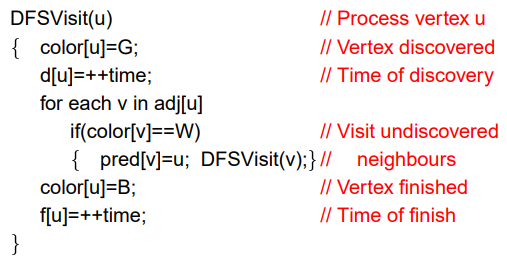 DFSVisit(u) // Process vertex u
{ color[u]=G; // Vertex discovered
d[u]=++time; // Time of discovery
for each v in adj[u]
if(color[v]==W) // Visit undiscovered
{ pred[v]=u; DFSVisit(v);} // neighbours
color[u]=B; // Vertex finished
f[u]=++time; // Time of finish
}